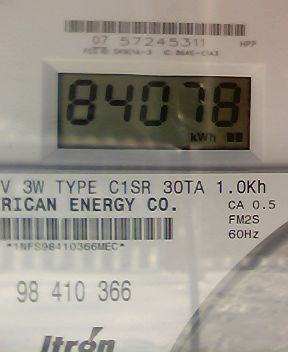 07 57245311 HPP
84078
kWh
V 3W TYPE C1SR 30TA 1.0Kh
RICAN ENERGY CO. CA 0.5
FM2S
60Hz
*1NFS98410366MEC*
98 410 366
Itron